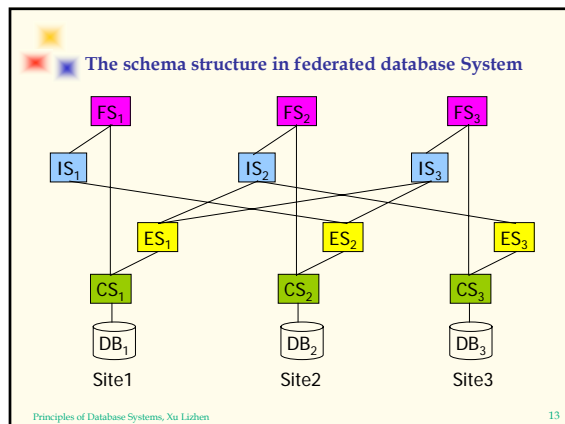 The schema structure in federated database System
FS1 FS2 FS3
IS1 IS2 IS3
ES1 ES2 ES3
CS1 CS2 CS3
DB1 DB2 DB3
Site1 Site2 Site3
Principles of Database Systems, Xu Lizhen 13